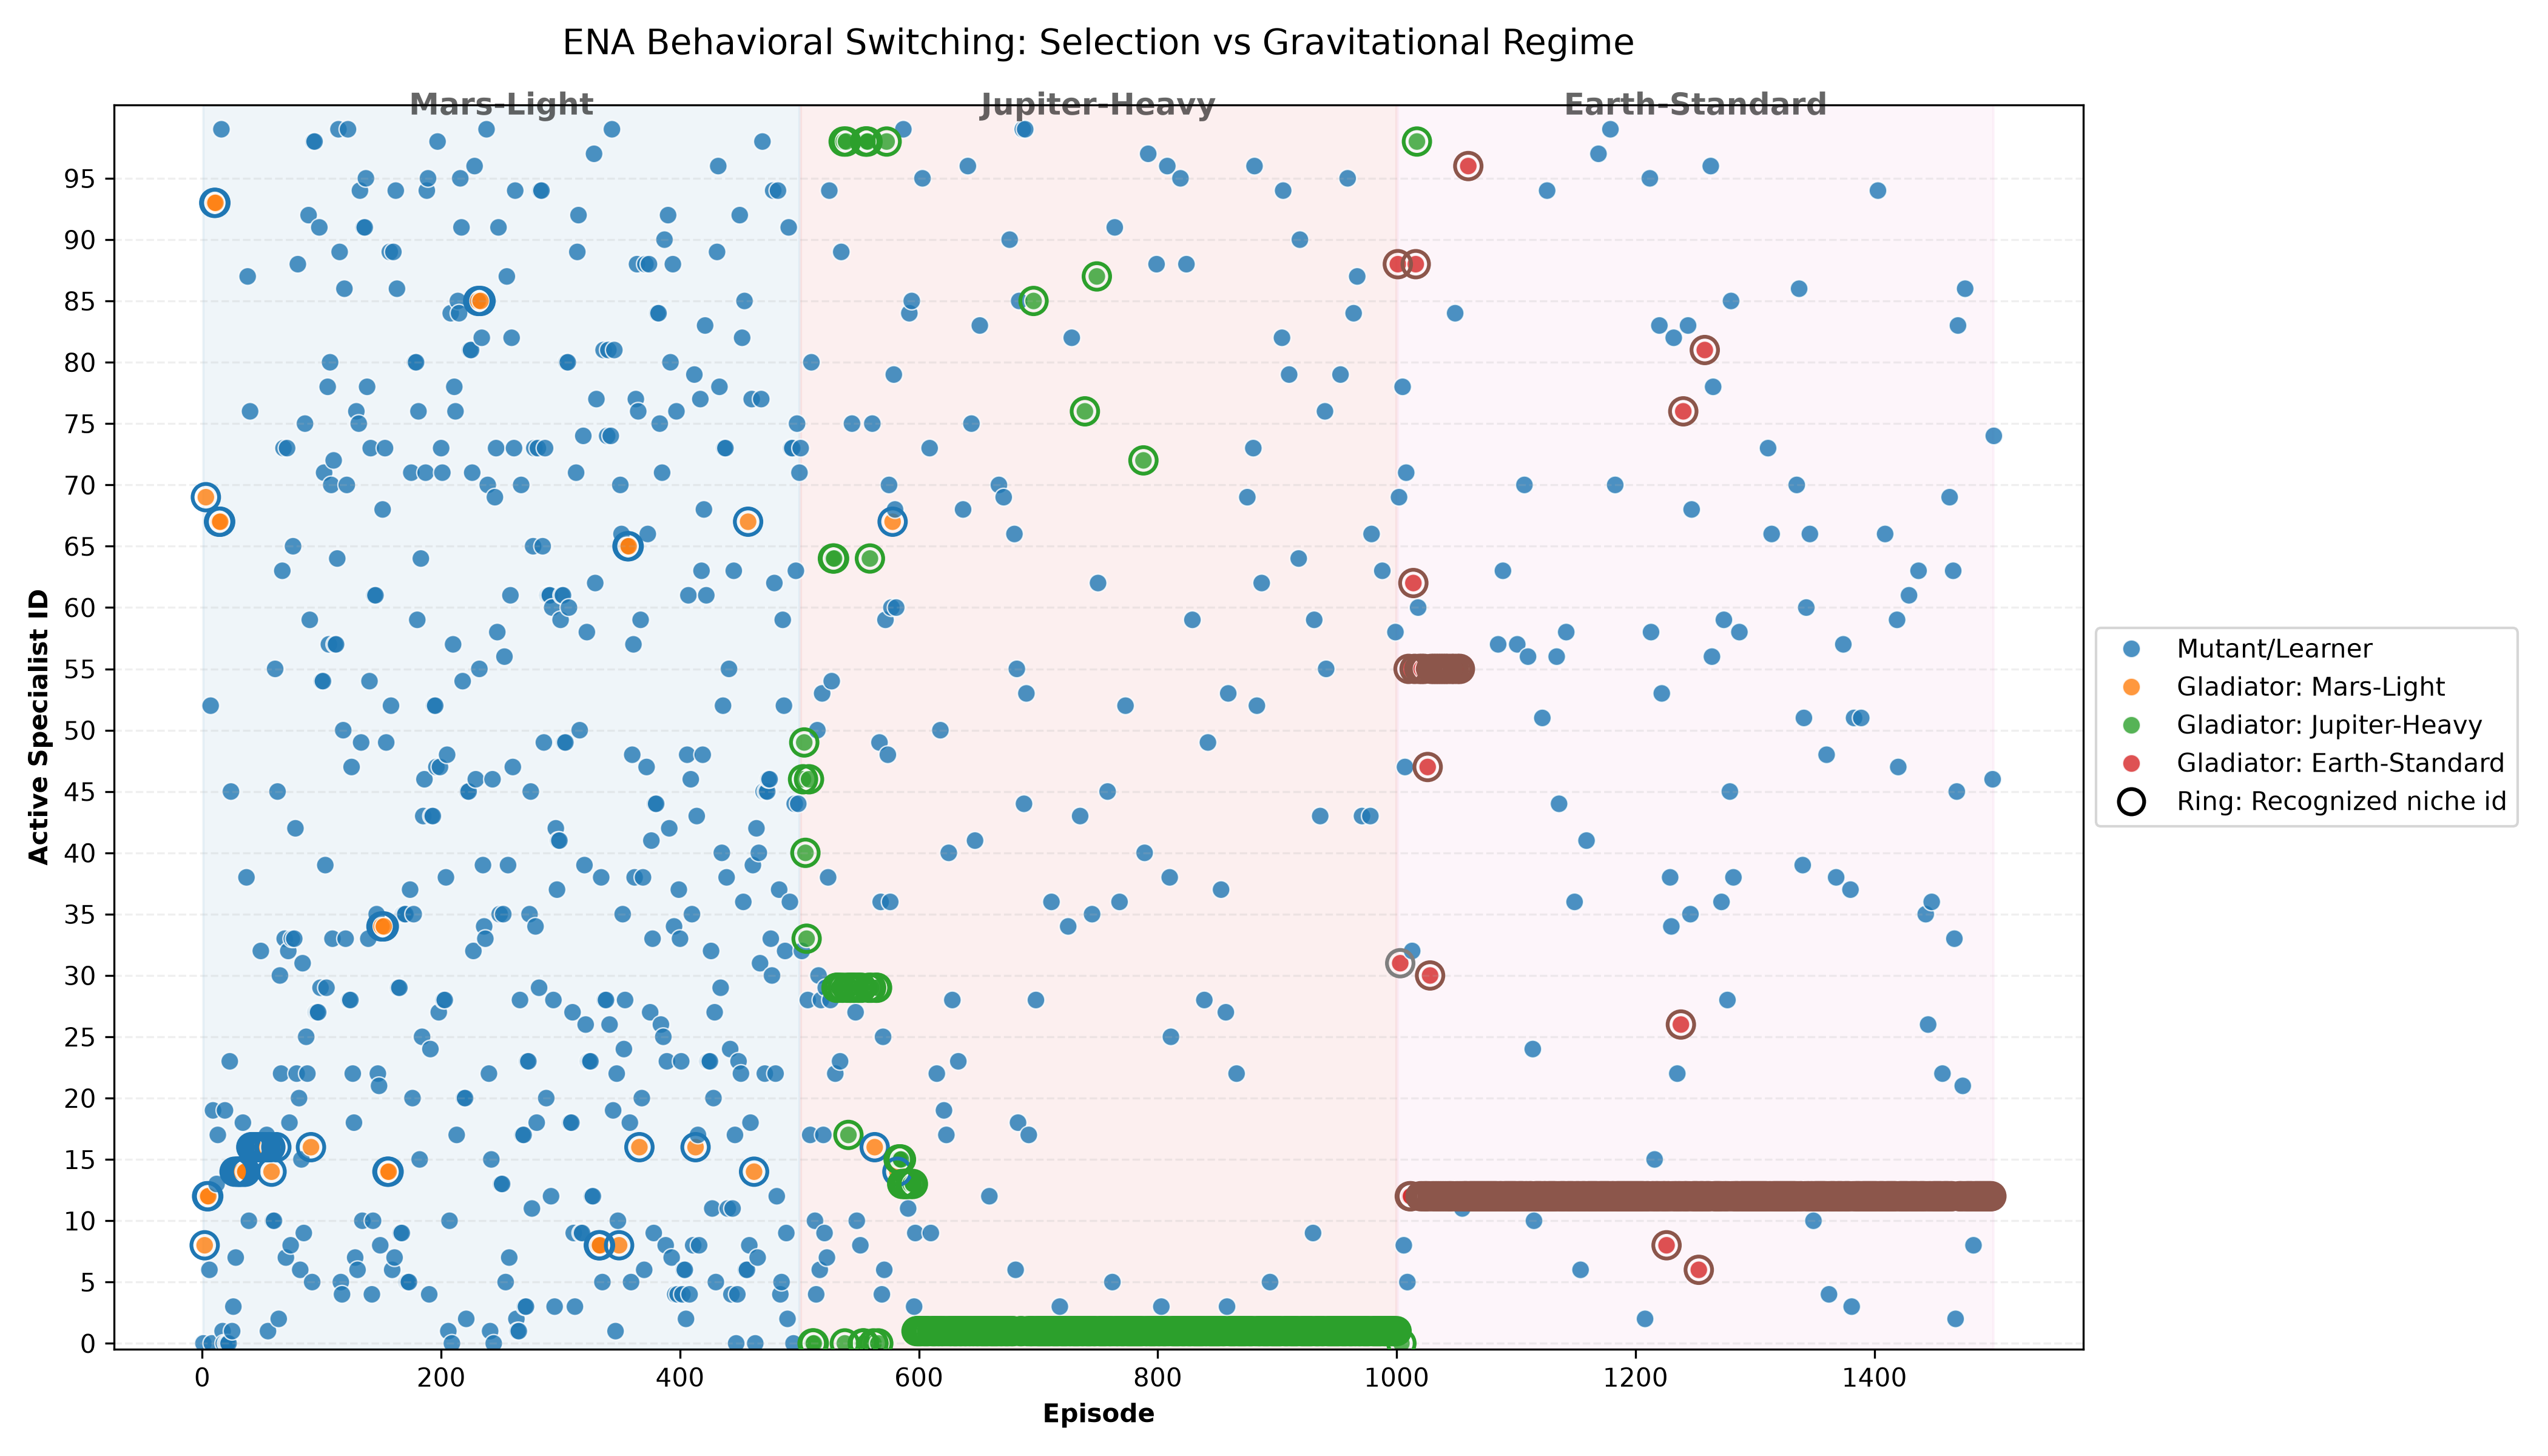 ENA Behavioral Switching: Selection vs Gravitational Regime
Mars-Light
Jupiter-Heavy
Earth-Standard
Active Specialist ID
95
90
85
80
75
70
65
60
55
50
45
40
35
30
25
20
15
10
5
0
0 200 400 600 800 1000 1200 1400
Episode
Mutant/Learner
Gladiator: Mars-Light
Gladiator: Jupiter-Heavy
Gladiator: Earth-Standard
Ring: Recognized niche id